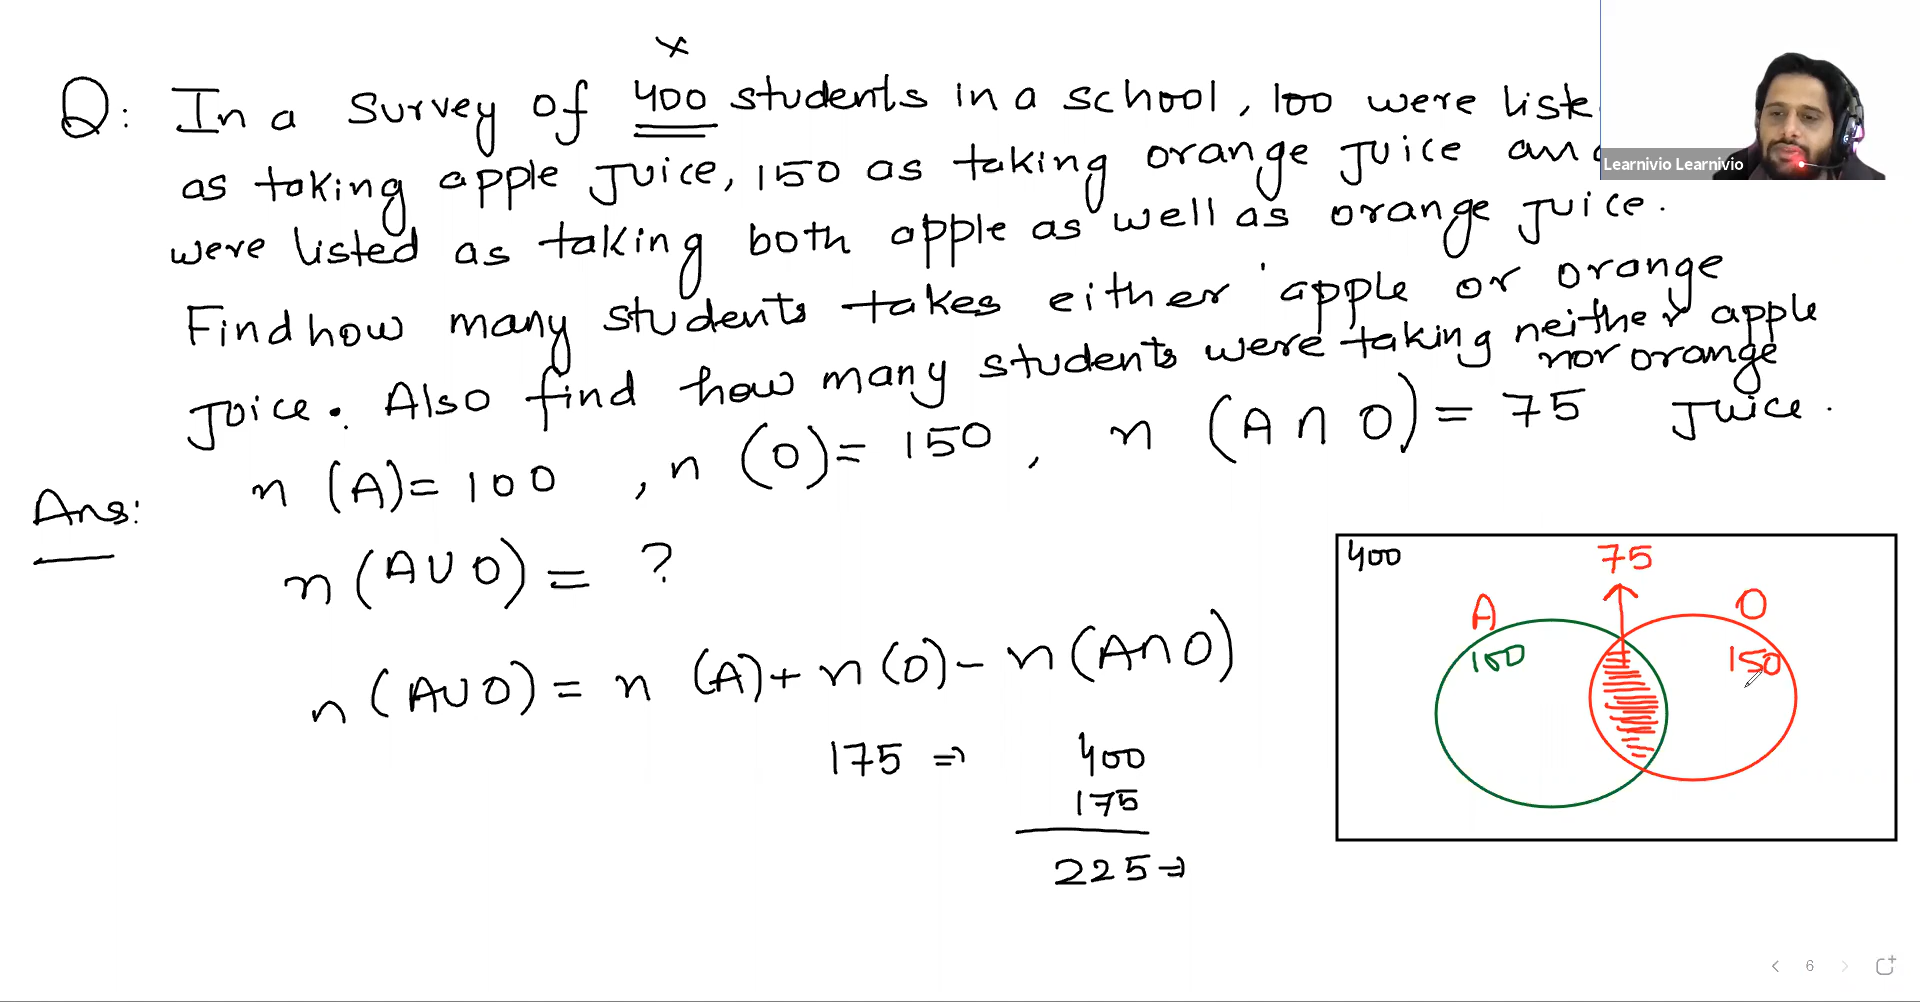 x
Q: In a survey of 400 students in a school, 100 were liste
as taking apple Juice, 150 as taking orange Juice an
were listed as taking both apple as well as orange Juice.
Find how many students takes either apple or orange
Juice. Also find how many students were taking neither apple
nor orange
Juice.
Ans: n (A) = 100 , n (O) = 150 , n (A ∩ O) = 75
n (A ∪ O) = ?
n (A ∪ O) = n (A) + n (O) - n (A ∩ O)
175 ⇒ 400
175
225 ⇒
400
75
A
O
100
150
Learnivio Learnivio
6